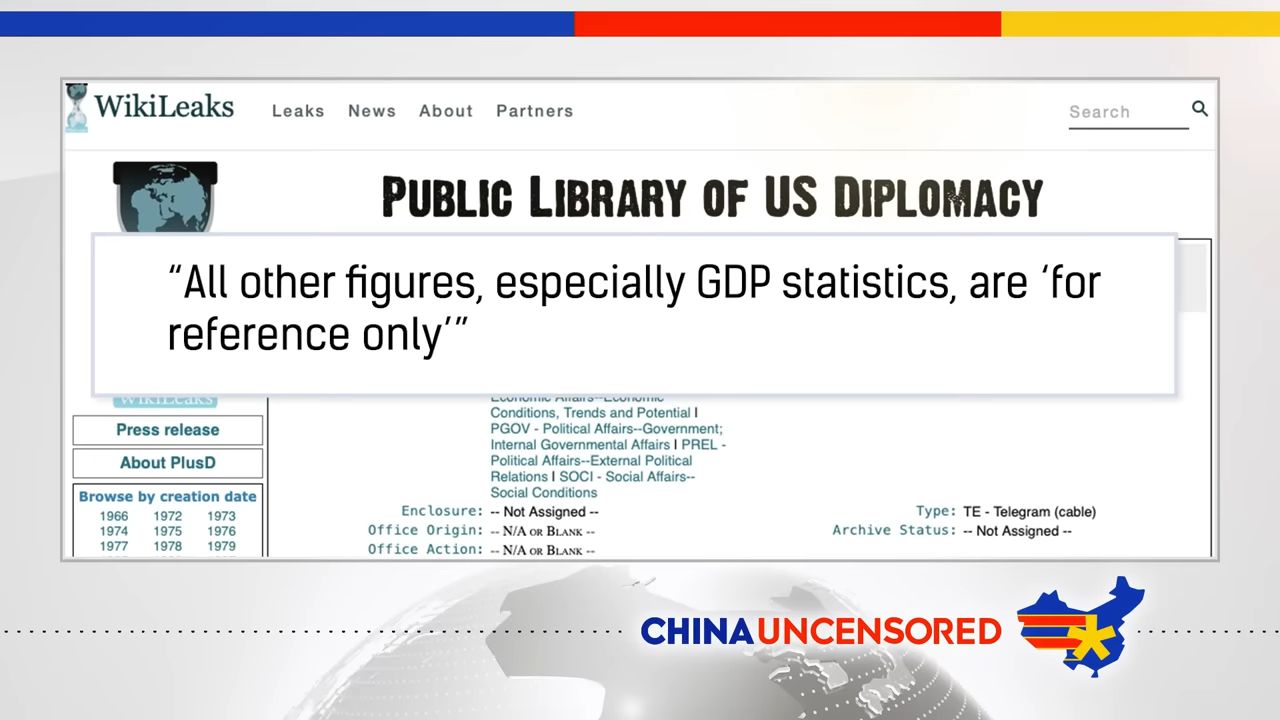 WikiLeaks Leaks News About Partners Search
PUBLIC LIBRARY OF US DIPLOMACY
“All other figures, especially GDP statistics, are ‘for
reference only’”
WikiLeaks
Press release
About PlusD
Browse by creation date
1966 1972 1973
1974 1975 1976
1977 1978 1979
Economic Affairs--Economic
Conditions, Trends and Potential |
PGOV - Political Affairs--Government;
Internal Governmental Affairs | PREL -
Political Affairs--External Political
Relations | SOCI - Social Affairs--
Social Conditions
Enclosure: -- Not Assigned -- Type: TE - Telegram (cable)
Office Origin: -- N/A OR BLANK -- Archive Status: -- Not Assigned --
Office Action: -- N/A OR BLANK --
CHINA UNCENSORED